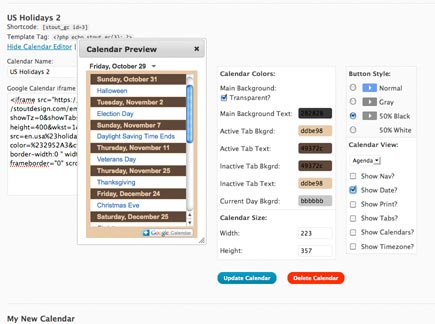 US Holidays 2
Shortcode: [stout_gc id=3]
Template Tag: <?php echo stout_gc(3); ?>
Hide Calendar Editor |
Calendar Name:
US Holidays 2
Google Calendar iframe
<iframe src="https:
/stoutdesign.com/em
showTz=0&showTabs
height=400&wkst=1
src=en.usa%23holida
color=%232952A3&c
border-width:0 " width
frameborder="0" scrol
Calendar Preview
Friday, October 29
Sunday, October 31
Halloween
Tuesday, November 2
Election Day
Sunday, November 7
Daylight Saving Time Ends
Thursday, November 11
Veterans Day
Thursday, November 25
Thanksgiving
Friday, December 24
Christmas Eve
Saturday, December 25
Google Calendar
Calendar Colors:
Main Background:
Transparent?
Main Background Text: 282828
Active Tab Bkgrd: ddbe98
Active Tab Text: 49372c
Inactive Tab Bkgrd: 49372c
Inactive Tab Text: ddbe98
Current Day Bkgrd: bbbbbb
Calendar Size:
Width: 223
Height: 357
Update Calendar
Delete Calendar
Button Style:
Normal
Gray
50% Black
50% White
Calendar View:
Agenda
Show Nav?
Show Date?
Show Print?
Show Tabs?
Show Calendars?
Show Timezone?
My New Calendar